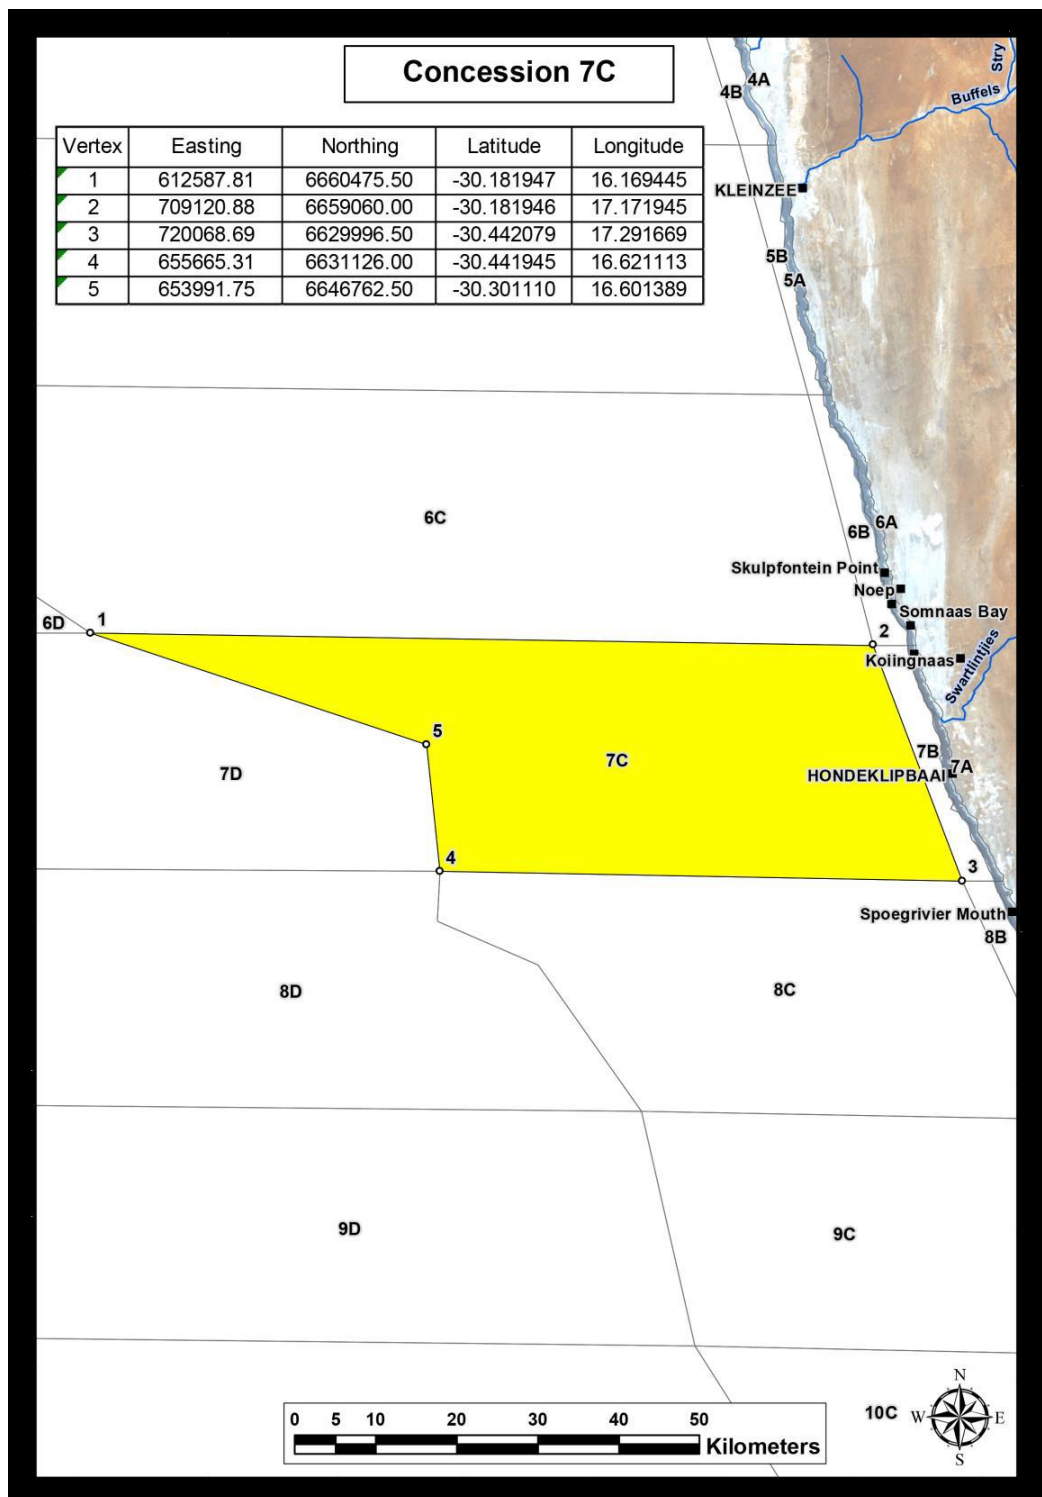 Concession 7C
Vertex Easting Northing Latitude Longitude
1 612587.81 6660475.50 -30.181947 16.169445
2 709120.88 6659060.00 -30.181946 17.171945
3 720068.69 6629996.50 -30.442079 17.291669
4 655665.31 6631126.00 -30.441945 16.621113
5 653991.75 6646762.50 -30.301110 16.601389
4A
4B
Stry
Buffels
KLEINZEE
5B
5A
6C
6A
6B
Skulpfontein Point
Noep
Somnaas Bay
6D
1
2
Koiingnaas
Swartlintjies
5
7B
7C
7A
7D
HONDEKLIPBAAI
4
3
Spoegrivier Mouth
8B
8D
8C
9D
9C
10C
N
W E
S
0 5 10 20 30 40 50
Kilometers